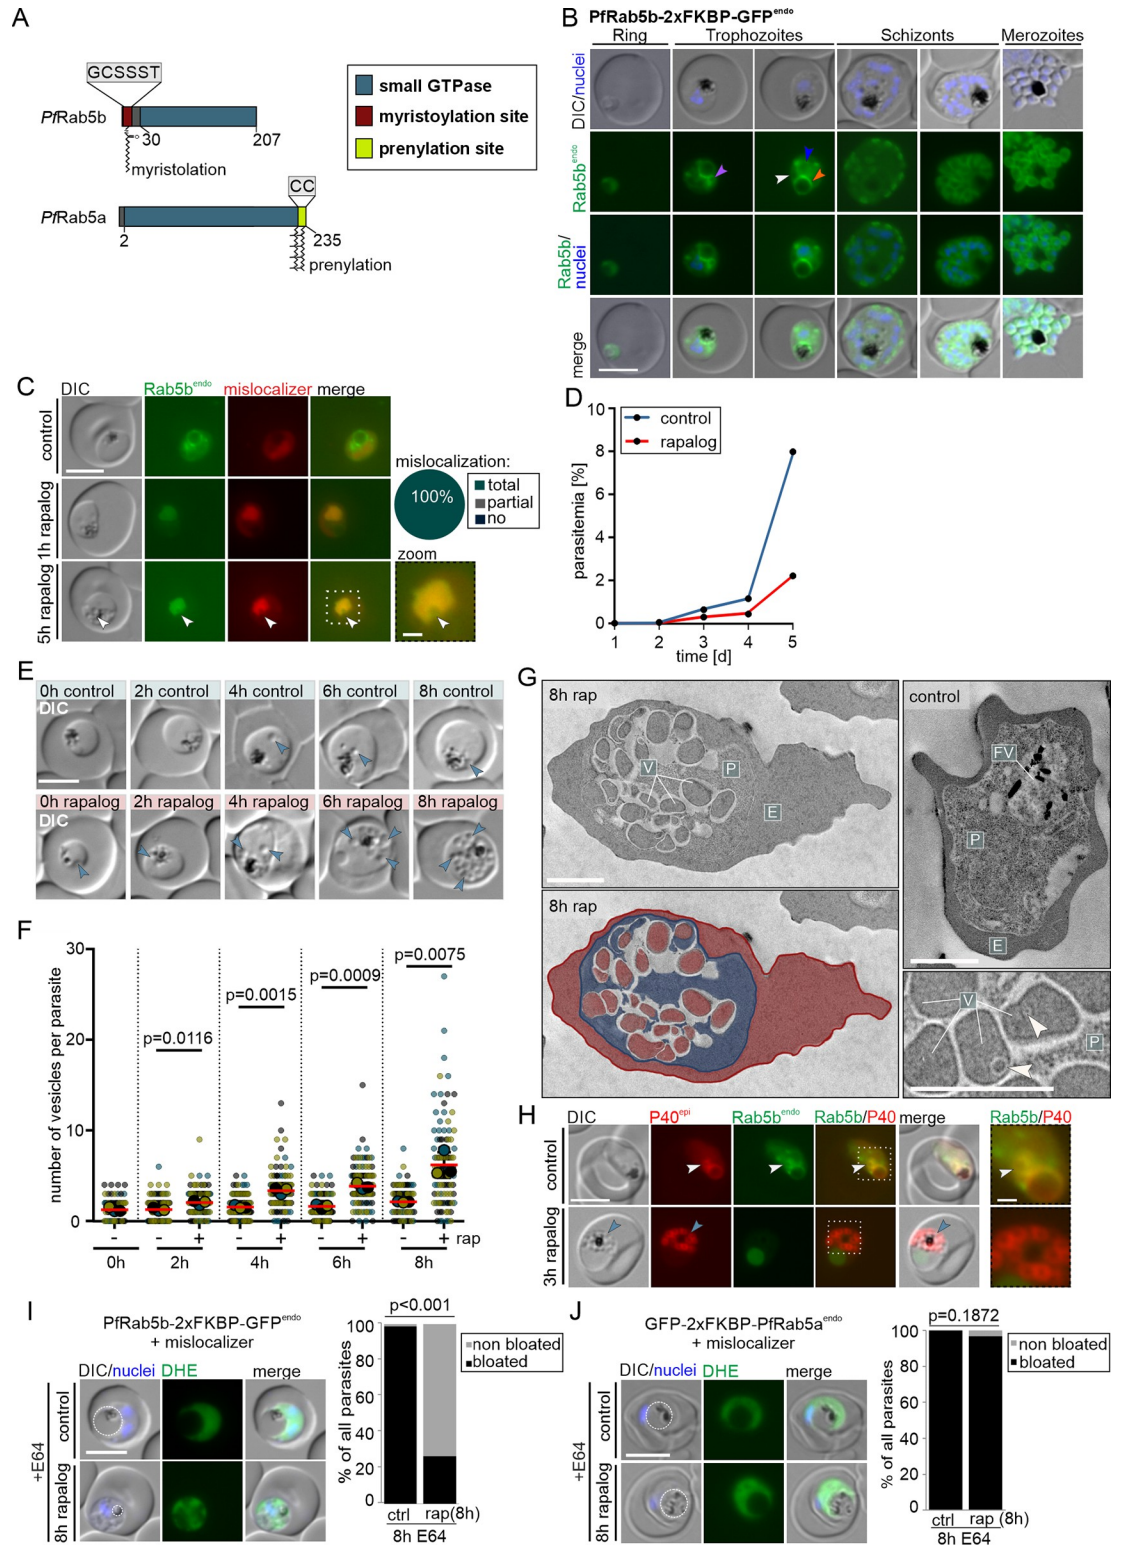 A
GCSSST
PfRab5b
30
207
myristolation
CC
PfRab5a
2
235
prenylation
small GTPase
myristoylation site
prenylation site
B PfRab5b-2xFKBP-GFPendo
Ring Trophozoites Schizonts Merozoites
DIC/nuclei
Rab5bendo
Rab5b/
nuclei
merge
C DIC Rab5bendo mislocalizer merge
control
1h rapalog
5h rapalog
mislocalization:
100%
total
partial
no
zoom
D
10
8
6
4
2
0
parasitemia [%]
control
rapalog
1 2 3 4 5
time [d]
E
0h control 2h control 4h control 6h control 8h control
DIC
0h rapalog 2h rapalog 4h rapalog 6h rapalog 8h rapalog
DIC
F
30
20
10
0
number of vesicles per parasite
p=0.0116
p=0.0015
p=0.0009
p=0.0075
- - + - + - + - + rap
0h 2h 4h 6h 8h
G
8h rap
V
P
E
8h rap
control
FV
P
E
V
P
H DIC P40epi Rab5bendo Rab5b/P40 merge Rab5b/P40
control
3h rapalog
I
PfRab5b-2xFKBP-GFPendo
+ mislocalizer
DIC/nuclei DHE merge
+E64
control
8h rapalog
p<0.001
100
80
60
40
20
0
% of all parasites
non bloated
bloated
ctrl rap(8h)
8h E64
J
GFP-2xFKBP-PfRab5aendo
+ mislocalizer
DIC/nuclei DHE merge
+E64
control
8h rapalog
p=0.1872
100
80
60
40
20
0
% of all parasites
non bloated
bloated
ctrl rap (8h)
8h E64